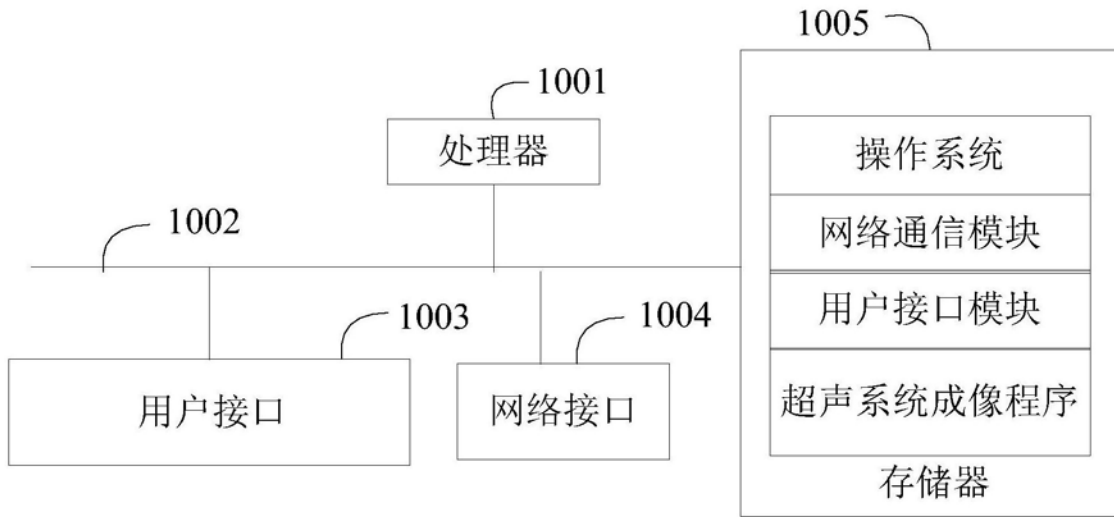 1005
1001
处理器
操作系统
1002
网络通信模块
用户接口模块
1003
1004
用户接口
网络接口
超声系统成像程序
存储器